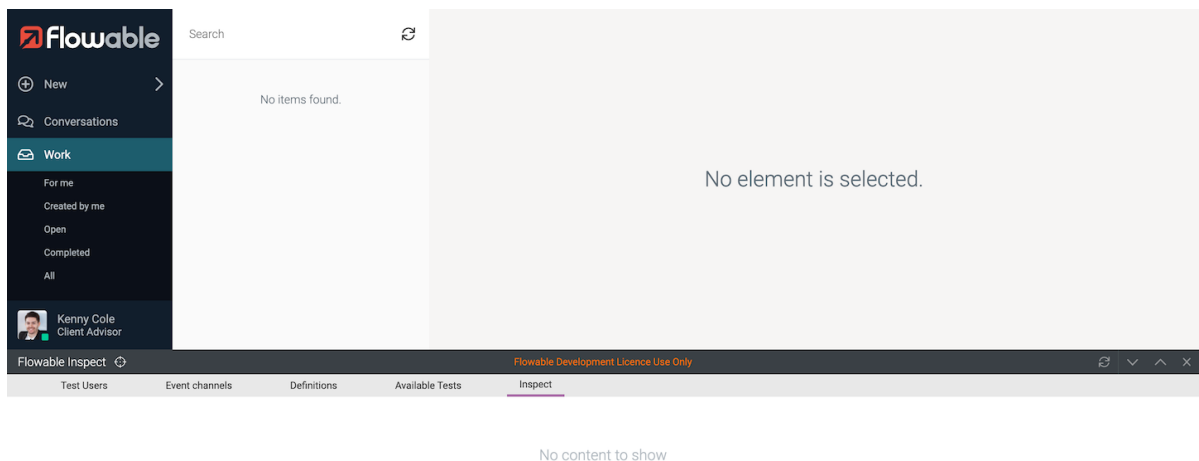 flowable
Search
New
No items found.
Conversations
Work
No element is selected.
For me
Created by me
Open
Completed
All
Kenny Cole
Client Advisor
Flowable Inspect
Flowable Development Licence Use Only
Test Users Event channels Definitions Available Tests Inspect
No content to show